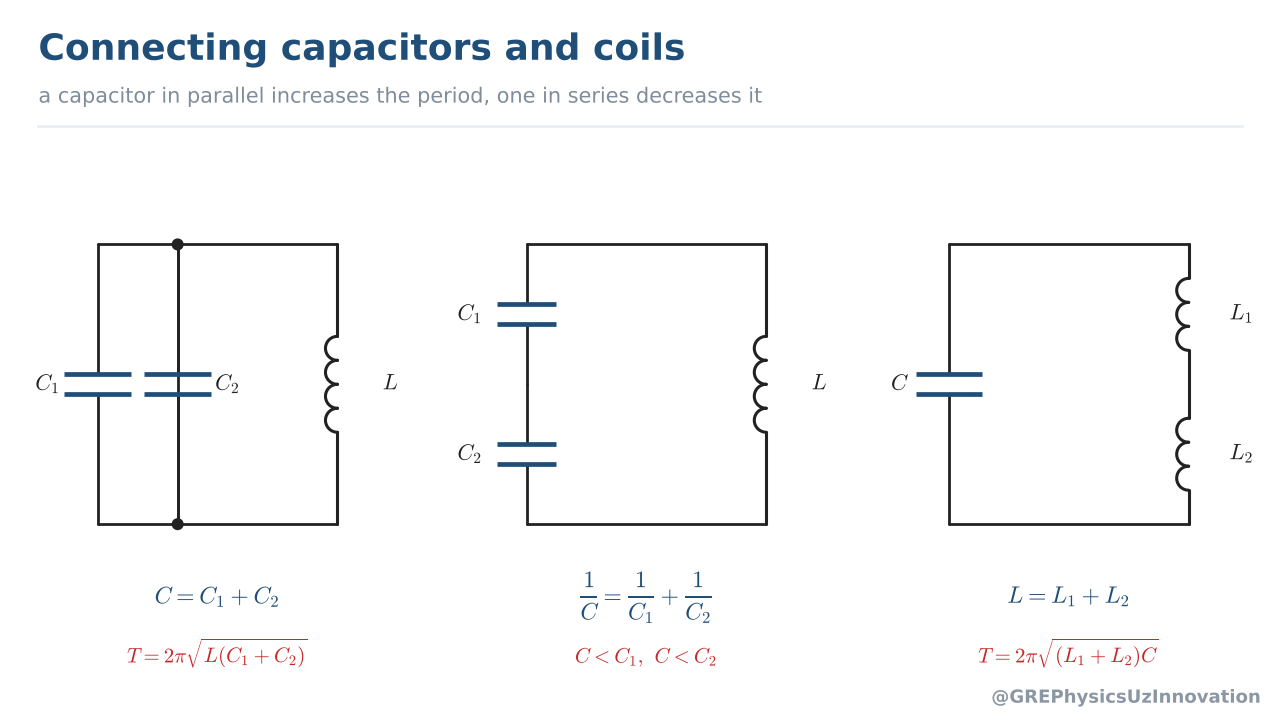 Connecting capacitors and coils
a capacitor in parallel increases the period, one in series decreases it
C₁
C₂
L
C = C₁ + C₂
T = 2π√(L(C₁ + C₂))
C₁
C₂
L
1/C = 1/C₁ + 1/C₂
C < C₁, C < C₂
C
L₁
L₂
L = L₁ + L₂
T = 2π√((L₁ + L₂)C)
@GREPhysicsUzInnovation